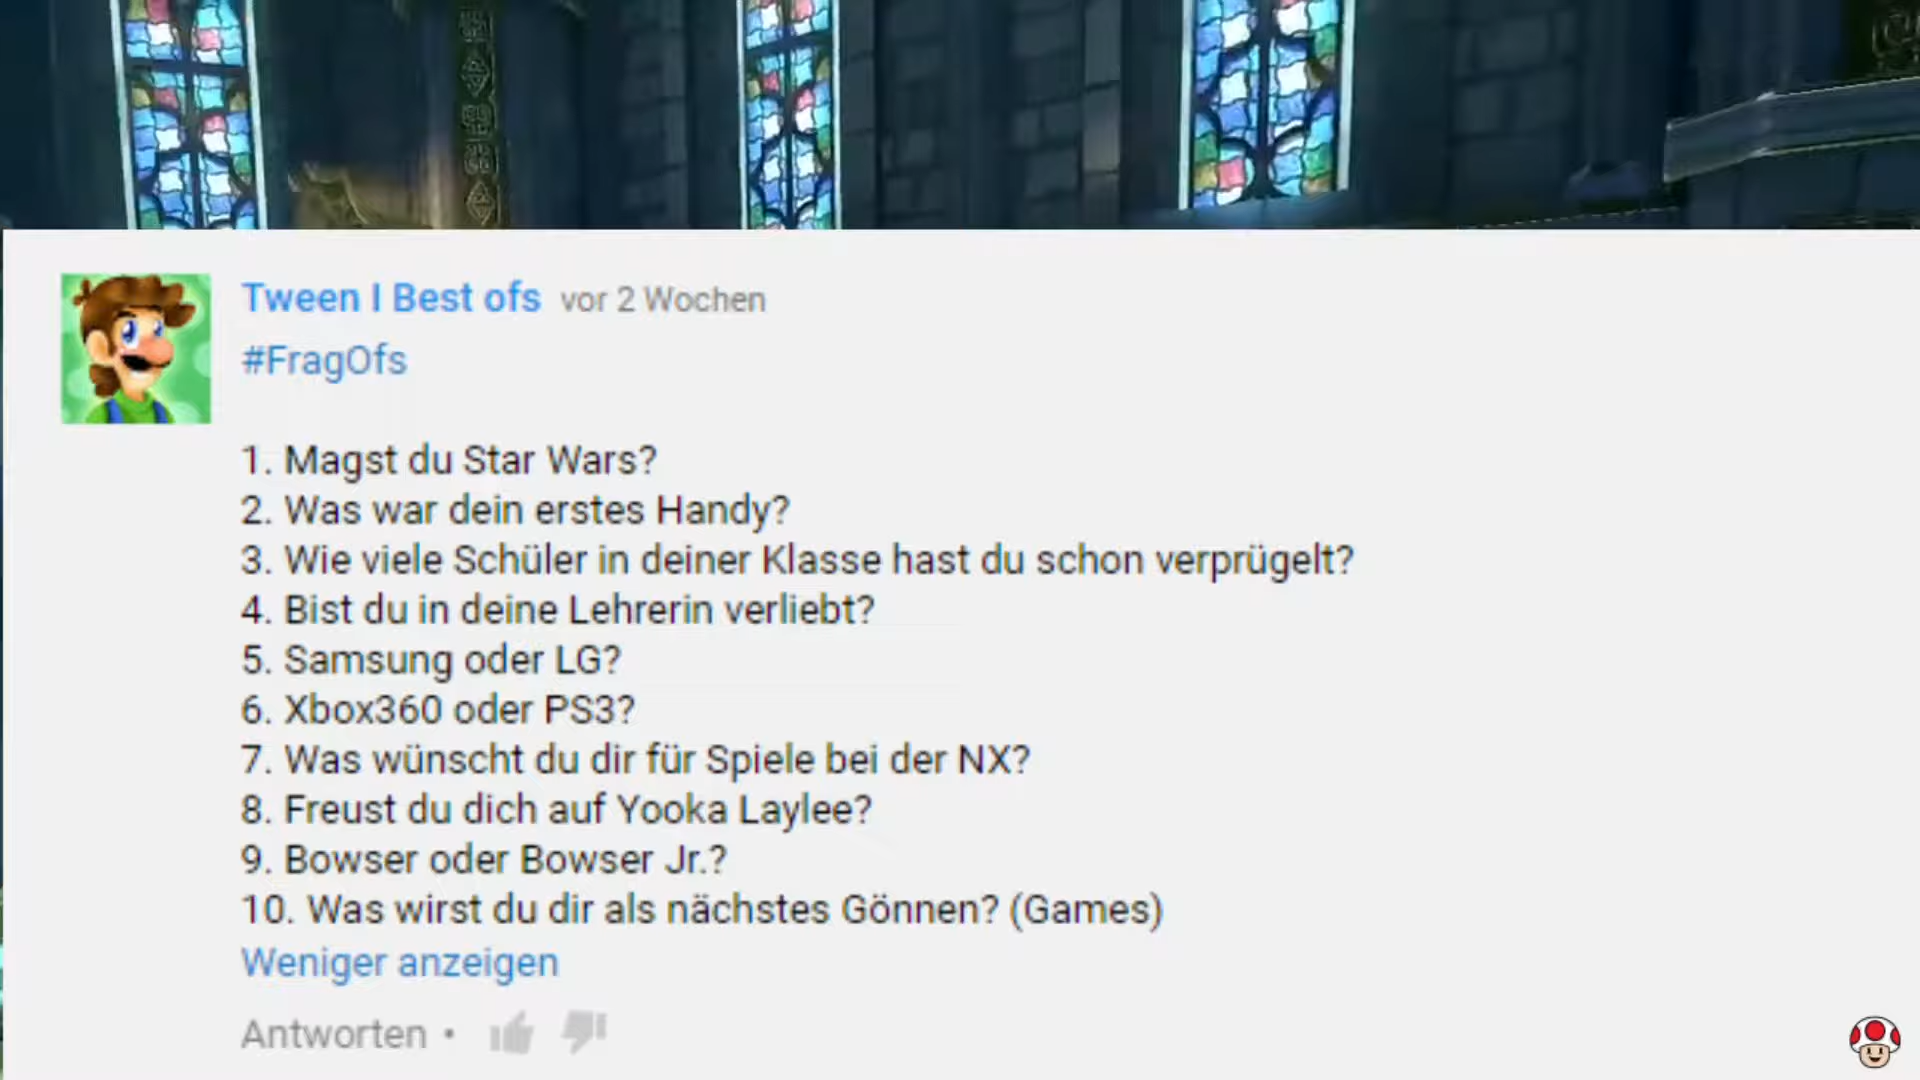 Tween I Best ofs vor 2 Wochen
#FragOfs
1. Magst du Star Wars?
2. Was war dein erstes Handy?
3. Wie viele Schüler in deiner Klasse hast du schon verprügelt?
4. Bist du in deine Lehrerin verliebt?
5. Samsung oder LG?
6. Xbox360 oder PS3?
7. Was wünscht du dir für Spiele bei der NX?
8. Freust du dich auf Yooka Laylee?
9. Bowser oder Bowser Jr.?
10. Was wirst du dir als nächstes Gönnen? (Games)
Weniger anzeigen
Antworten •